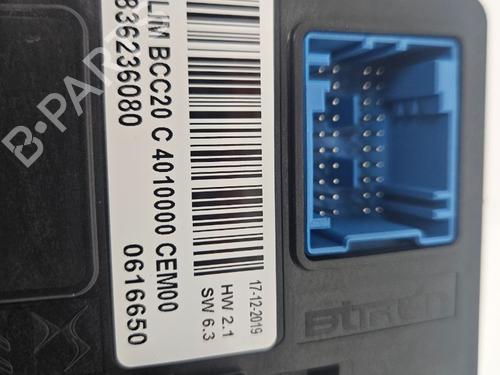 LIM BCC20 C 4010000 CEM00
836236080
0616650
HW 2.1
SW 6.3
17-12-2019
B-PARTS